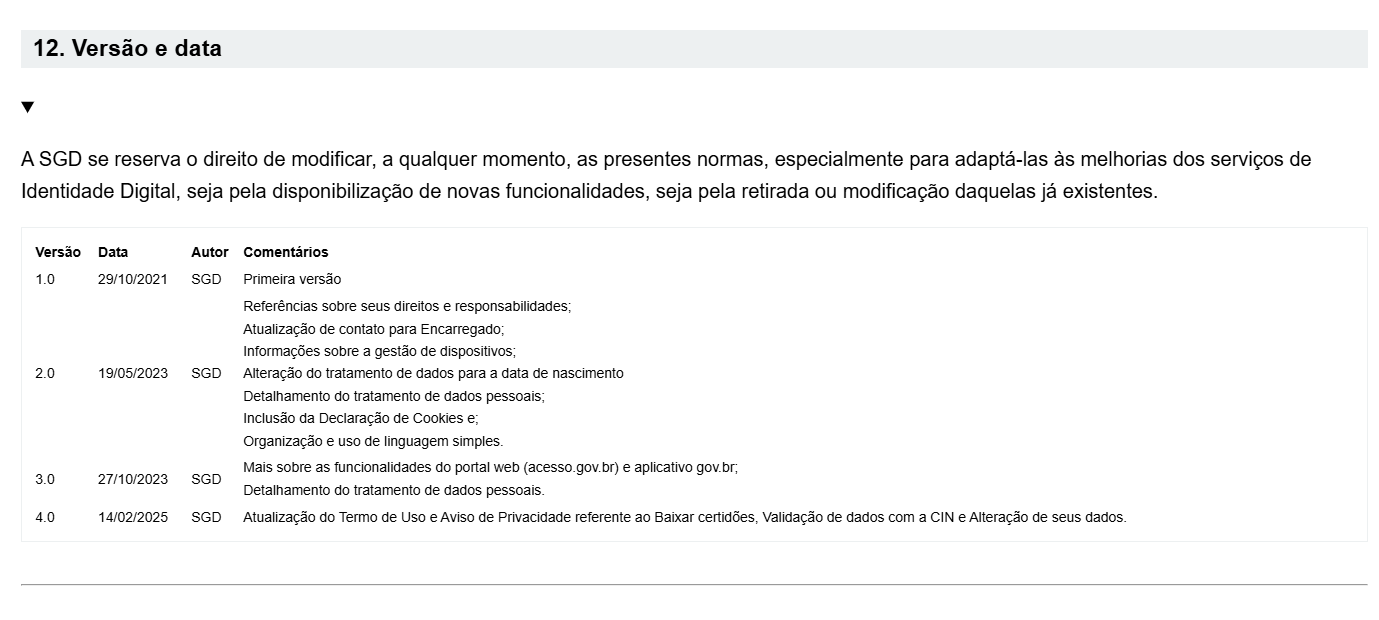 12. Versão e data
A SGD se reserva o direito de modificar, a qualquer momento, as presentes normas, especialmente para adaptá-las às melhorias dos serviços de
Identidade Digital, seja pela disponibilização de novas funcionalidades, seja pela retirada ou modificação daquelas já existentes.
Versão Data Autor Comentários
1.0 29/10/2021 SGD Primeira versão
Referências sobre seus direitos e responsabilidades;
Atualização de contato para Encarregado;
Informações sobre a gestão de dispositivos;
2.0 19/05/2023 SGD Alteração do tratamento de dados para a data de nascimento
Detalhamento do tratamento de dados pessoais;
Inclusão da Declaração de Cookies e;
Organização e uso de linguagem simples.
Mais sobre as funcionalidades do portal web (acesso.gov.br) e aplicativo gov.br;
3.0 27/10/2023 SGD
Detalhamento do tratamento de dados pessoais.
4.0 14/02/2025 SGD Atualização do Termo de Uso e Aviso de Privacidade referente ao Baixar certidões, Validação de dados com a CIN e Alteração de seus dados.